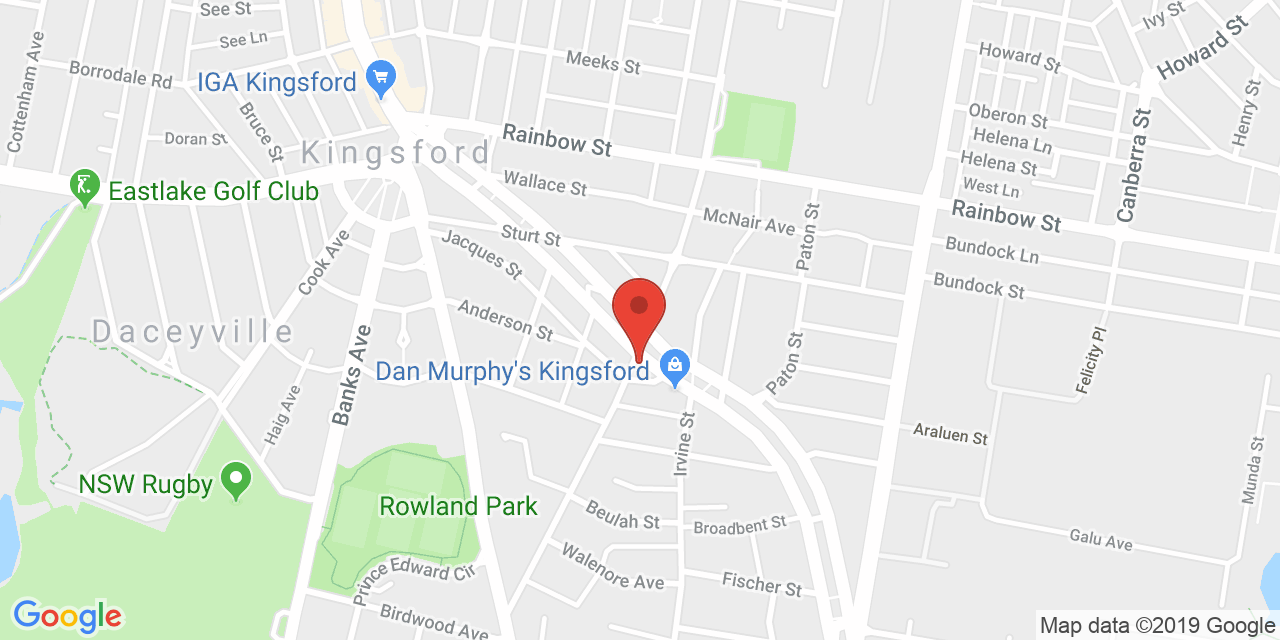 See St
See Ln
Cottenham Ave
Borrodale Rd
IGA Kingsford
Meeks St
Ivy St
Howard St
Howard St
Bruce St
Doran St
Kingsford
Rainbow St
Oberon St
Helena Ln
Helena St
West Ln
Canberra St
Henry St
Eastlake Golf Club
Wallace St
McNair Ave
Paton St
Rainbow St
Bundock Ln
Bundock St
Cook Ave
Jacques St
Sturt St
Daceyville
Anderson St
Banks Ave
Dan Murphy's Kingsford
Paton St
Felicity Pl
Haig Ave
Irvine St
Araluen St
Munda St
NSW Rugby
Rowland Park
Beulah St
Broadbent St
Galu Ave
Prince Edward Cir
Walenore Ave
Fischer St
Birdwood Ave
Google
Map data ©2019 Google